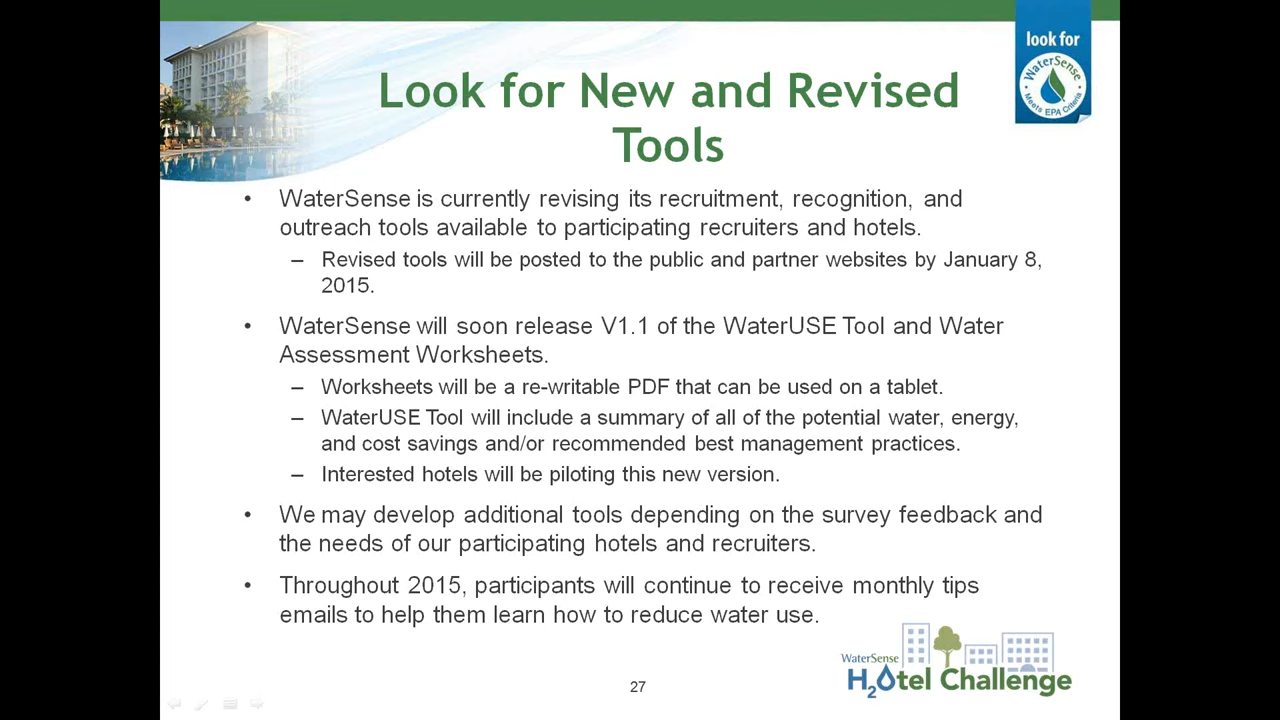 look for
WaterSense
Meets EPA Criteria
Look for New and Revised
Tools
• WaterSense is currently revising its recruitment, recognition, and
outreach tools available to participating recruiters and hotels.
– Revised tools will be posted to the public and partner websites by January 8,
2015.
• WaterSense will soon release V1.1 of the WaterUSE Tool and Water
Assessment Worksheets.
– Worksheets will be a re-writable PDF that can be used on a tablet.
– WaterUSE Tool will include a summary of all of the potential water, energy,
and cost savings and/or recommended best management practices.
– Interested hotels will be piloting this new version.
• We may develop additional tools depending on the survey feedback and
the needs of our participating hotels and recruiters.
• Throughout 2015, participants will continue to receive monthly tips
emails to help them learn how to reduce water use.
WaterSense
H2Otel Challenge
27